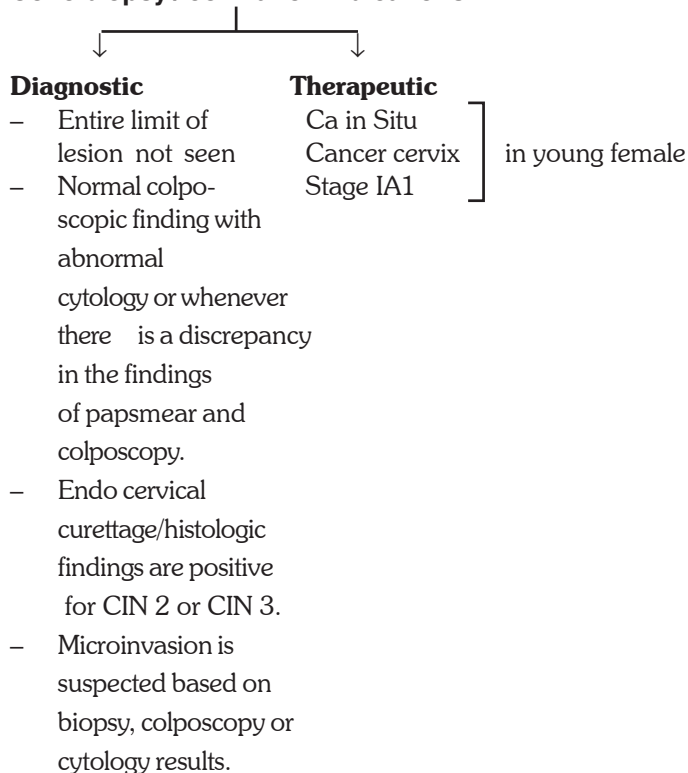 Diagnostic
– Entire limit of
lesion not seen
– Normal colpo-
scopic finding with
abnormal
cytology or whenever
there is a discrepancy
in the findings
of papsmear and
colposcopy.
– Endo cervical
curettage/histologic
findings are positive
for CIN 2 or CIN 3.
– Microinvasion is
suspected based on
biopsy, colposcopy or
cytology results.
Therapeutic
Ca in Situ
Cancer cervix
Stage IA1
in young female